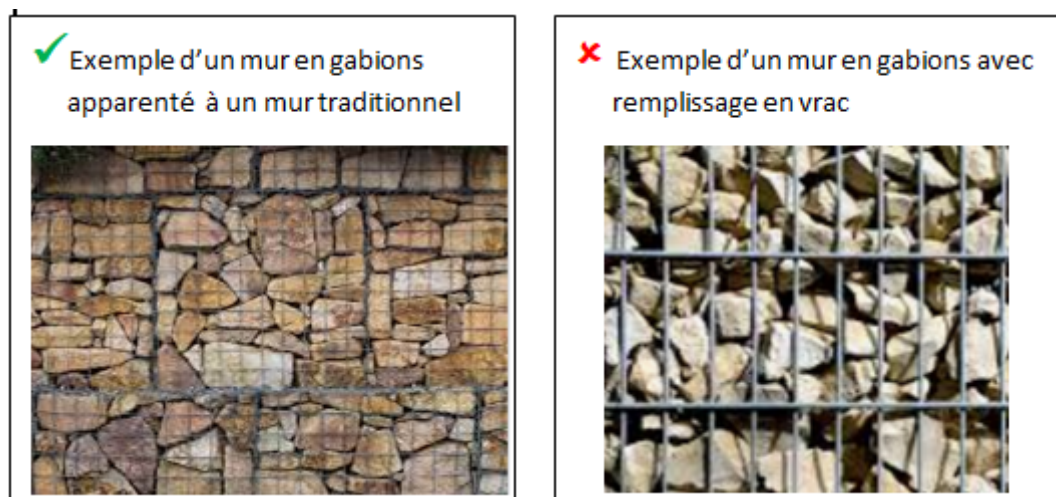 Exemple d'un mur en gabions
apparenté à un mur traditionnel
Exemple d'un mur en gabions avec
remplissage en vrac